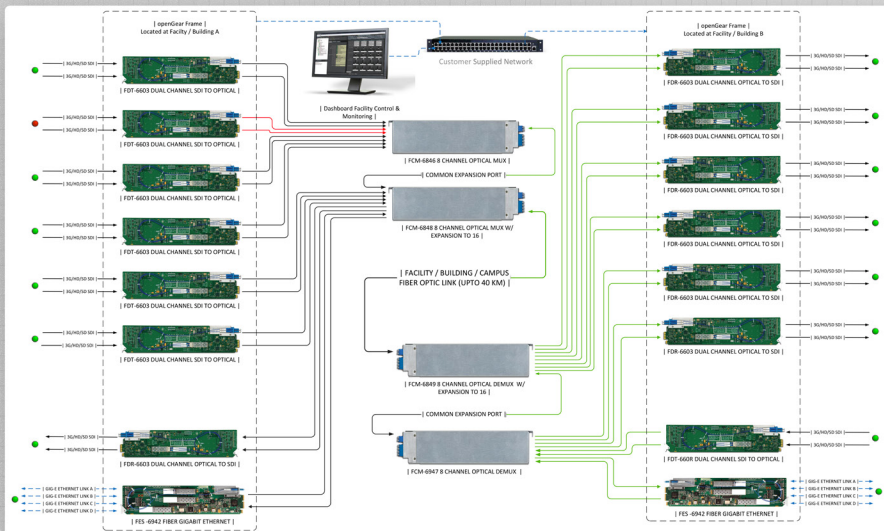 | openGear Frame |
Located at Facilty / Building A
| openGear Frame |
Located at Facility / Building B
Customer Supplied Network
| Dashboard Facility Control &
Monitoring |
| 3G/HD/SD SDI |
| 3G/HD/SD SDI |
| FDT-6603 DUAL CHANNEL SDI TO OPTICAL |
| 3G/HD/SD SDI |
| 3G/HD/SD SDI |
| FDT-6603 DUAL CHANNEL SDI TO OPTICAL |
| 3G/HD/SD SDI |
| 3G/HD/SD SDI |
| FDT-6603 DUAL CHANNEL SDI TO OPTICAL |
| 3G/HD/SD SDI |
| 3G/HD/SD SDI |
| FDT-6603 DUAL CHANNEL SDI TO OPTICAL |
| 3G/HD/SD SDI |
| 3G/HD/SD SDI |
| FDT-6603 DUAL CHANNEL SDI TO OPTICAL |
| 3G/HD/SD SDI |
| 3G/HD/SD SDI |
| FDT-6603 DUAL CHANNEL SDI TO OPTICAL |
| 3G/HD/SD SDI |
| 3G/HD/SD SDI |
| FDR-6603 DUAL CHANNEL OPTICAL TO SDI |
| GIG-E ETHERNET LINK A |
| GIG-E ETHERNET LINK B |
| GIG-E ETHERNET LINK C |
| GIG-E ETHERNET LINK D |
| FES -6942 FIBER GIGABIT ETHERNET |
| FCM-6846 8 CHANNEL OPTICAL MUX |
| COMMON EXPANSION PORT |
| FCM-6848 8 CHANNEL OPTICAL MUX W/
EXPANSION TO 16 |
| FACILITY / BUILDING / CAMPUS
FIBER OPTIC LINK (UPTO 40 KM) |
| FCM-6849 8 CHANNEL OPTICAL DEMUX W/
EXPANSION TO 16 |
| COMMON EXPANSION PORT |
| FCM-6947 8 CHANNEL OPTICAL DEMUX |
| 3G/HD/SD SDI |
| 3G/HD/SD SDI |
| FDR-6603 DUAL CHANNEL OPTICAL TO SDI |
| 3G/HD/SD SDI |
| 3G/HD/SD SDI |
| FDR-6603 DUAL CHANNEL OPTICAL TO SDI |
| 3G/HD/SD SDI |
| 3G/HD/SD SDI |
| FDR-6603 DUAL CHANNEL OPTICAL TO SDI |
| 3G/HD/SD SDI |
| 3G/HD/SD SDI |
| FDR-6603 DUAL CHANNEL OPTICAL TO SDI |
| 3G/HD/SD SDI |
| 3G/HD/SD SDI |
| FDR-6603 DUAL CHANNEL OPTICAL TO SDI |
| 3G/HD/SD SDI |
| 3G/HD/SD SDI |
| FDR-6603 DUAL CHANNEL OPTICAL TO SDI |
| 3G/HD/SD SDI |
| 3G/HD/SD SDI |
| FDT-660R DUAL CHANNEL SDI TO OPTICAL |
| GIG-E ETHERNET LINK A |
| GIG-E ETHERNET LINK B |
| GIG-E ETHERNET LINK C |
| GIG-E ETHERNET LINK D |
| FES -6942 FIBER GIGABIT ETHERNET |